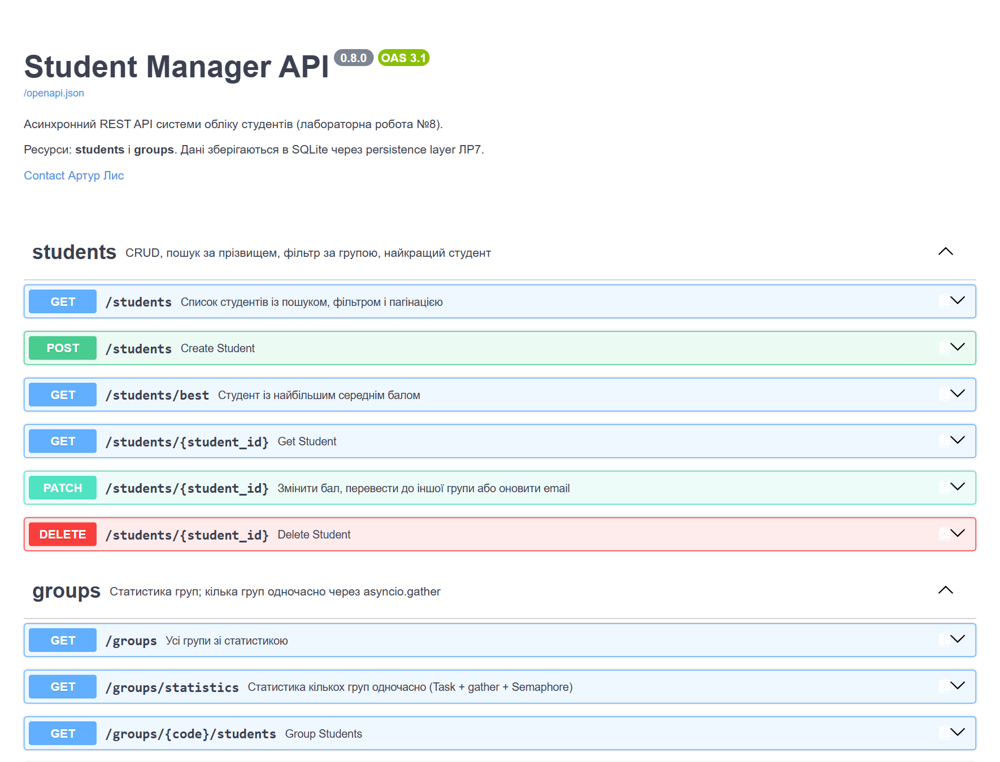 Student Manager API 0.8.0 OAS 3.1
/openapi.json
Асинхронний REST API системи обліку студентів (лабораторна робота №8).
Ресурси: students і groups. Дані зберігаються в SQLite через persistence layer ЛР7.
Contact Артур Лис
students CRUD, пошук за прізвищем, фільтр за групою, найкращий студент
GET /students Список студентів із пошуком, фільтром і пагінацією
POST /students Create Student
GET /students/best Студент із найбільшим середнім балом
GET /students/{student_id} Get Student
PATCH /students/{student_id} Змінити бал, перевести до іншої групи або оновити email
DELETE /students/{student_id} Delete Student
groups Статистика груп; кілька груп одночасно через asyncio.gather
GET /groups Усі групи зі статистикою
GET /groups/statistics Статистика кількох груп одночасно (Task + gather + Semaphore)
GET /groups/{code}/students Group Students